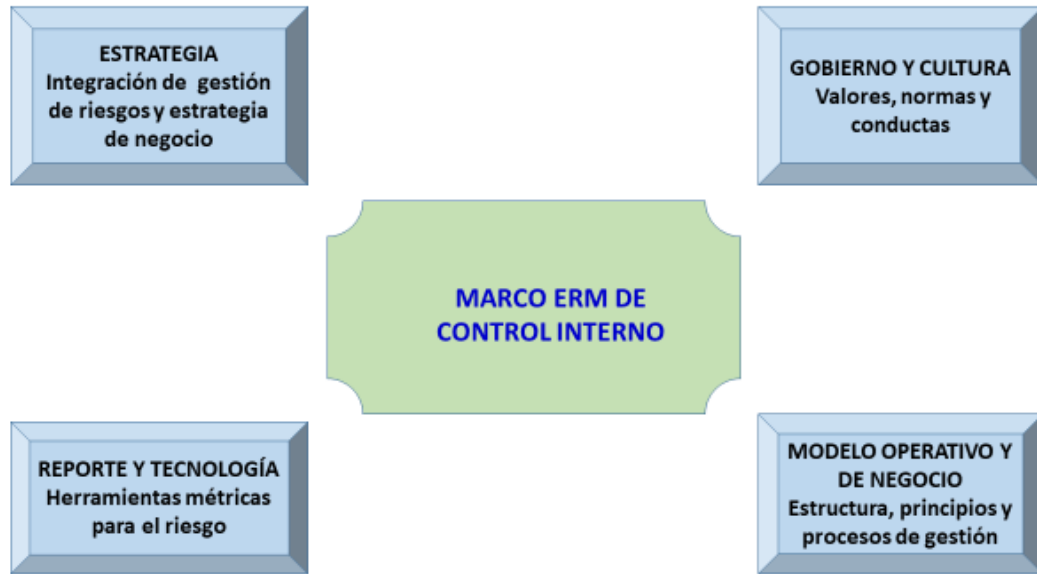 ESTRATEGIA
Integración de gestión
de riesgos y estrategia
de negocio
GOBIERNO Y CULTURA
Valores, normas y
conductas
MARCO ERM DE
CONTROL INTERNO
REPORTE Y TECNOLOGÍA
Herramientas métricas
para el riesgo
MODELO OPERATIVO Y
DE NEGOCIO
Estructura, principios y
procesos de gestión